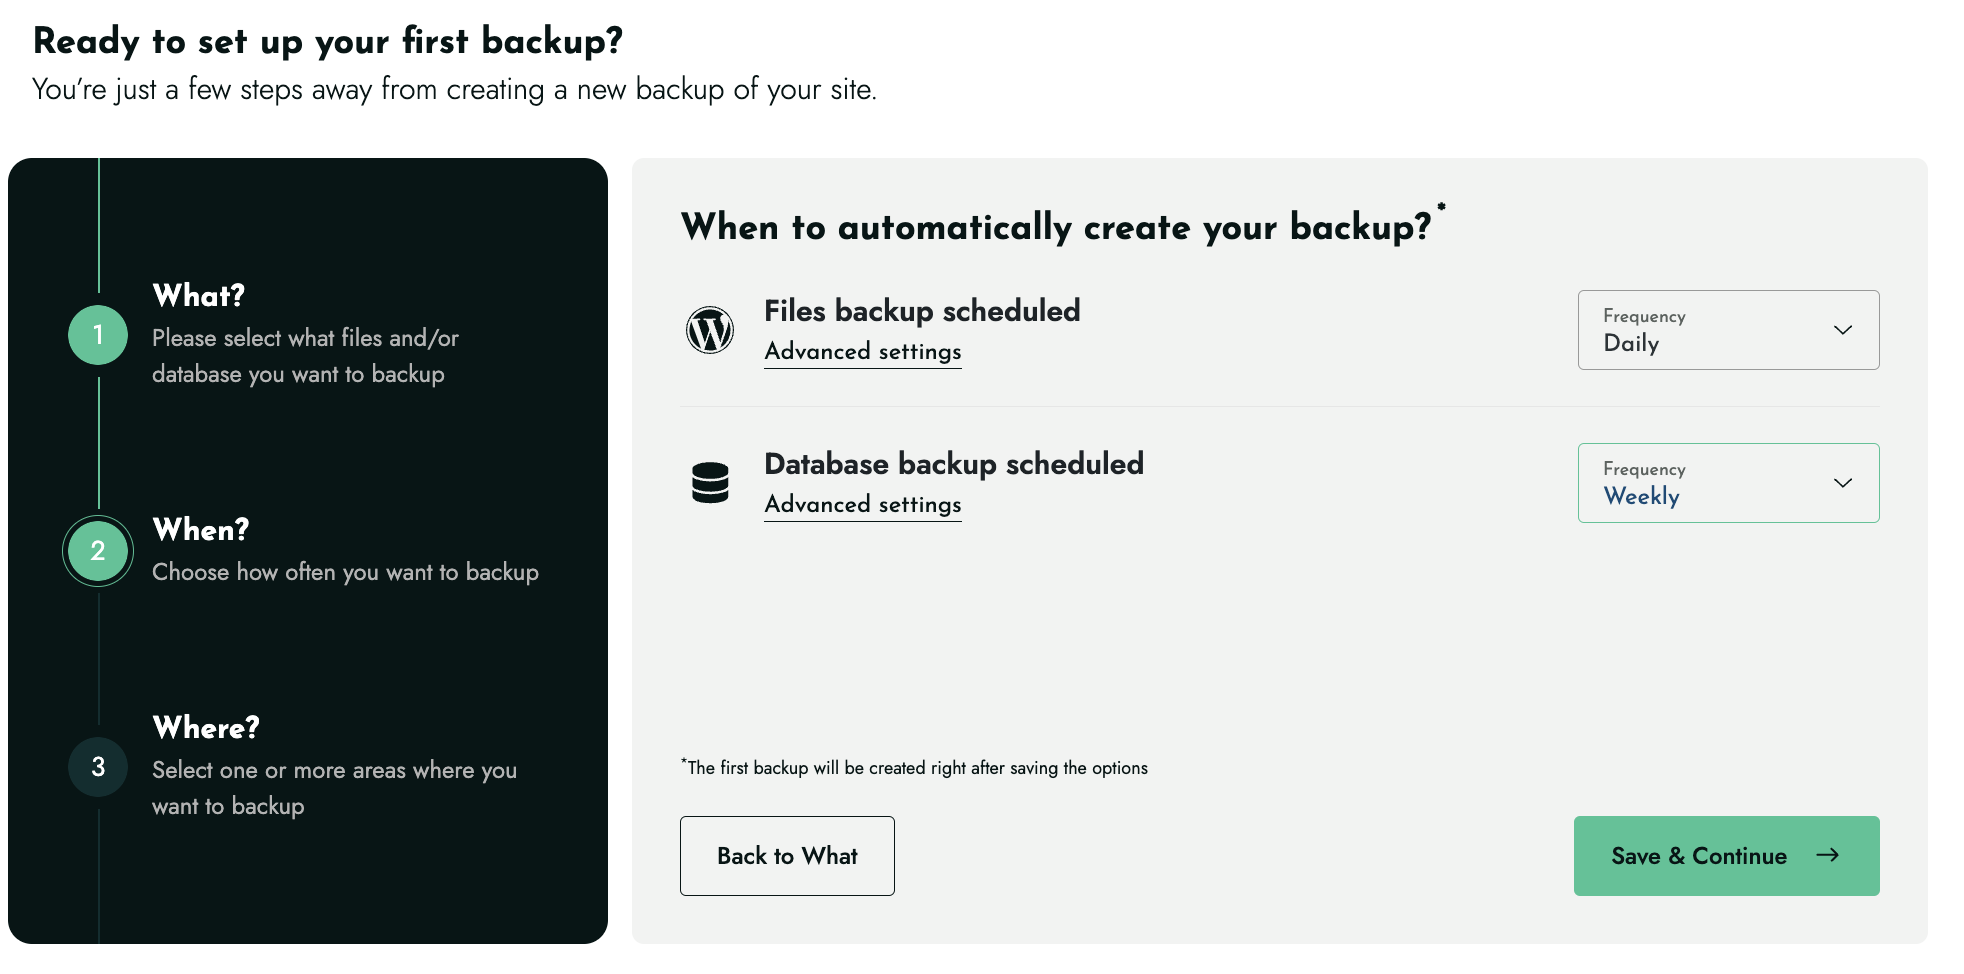 Ready to set up your first backup?
You’re just a few steps away from creating a new backup of your site.
1
What?
Please select what files and/or
database you want to backup
2
When?
Choose how often you want to backup
3
Where?
Select one or more areas where you
want to backup
When to automatically create your backup?*
Files backup scheduled
Advanced settings
Frequency
Daily
Database backup scheduled
Advanced settings
Frequency
Weekly
*The first backup will be created right after saving the options
Back to What
Save & Continue →